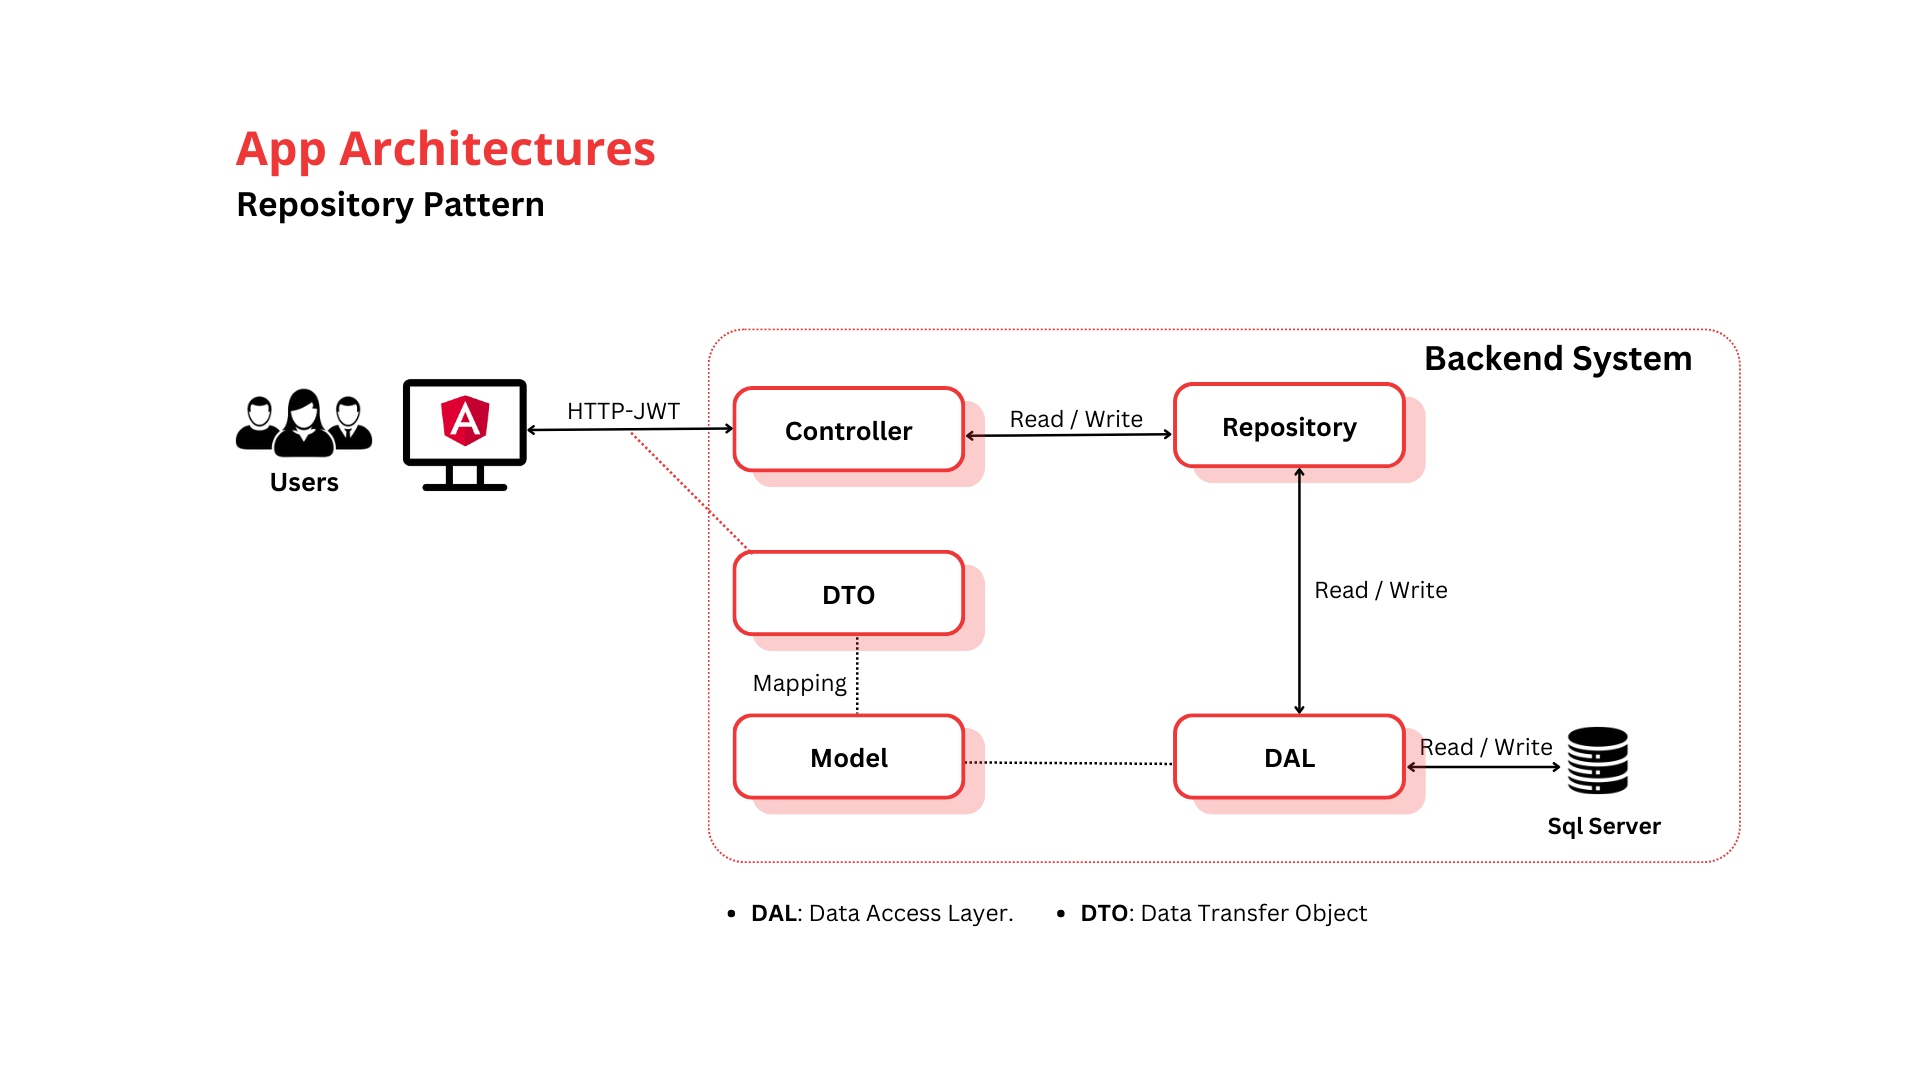 App Architectures
Repository Pattern
Backend System
HTTP-JWT
Controller
Read / Write
Repository
Users
DTO
Read / Write
Mapping
Model
DAL
Read / Write
Sql Server
• DAL: Data Access Layer.
• DTO: Data Transfer Object